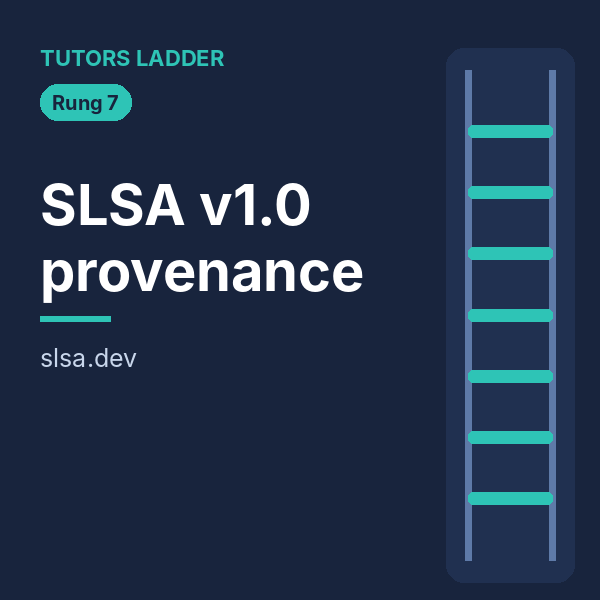 TUTORS LADDER
Rung 7
SLSA v1.0
provenance
slsa.dev